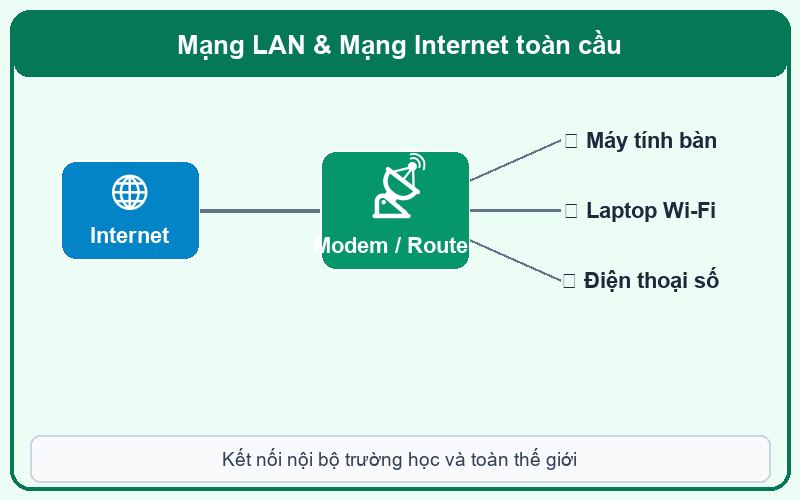 Mạng LAN & Mạng Internet toàn cầu
Internet
Modem / Route
Máy tính bàn
Laptop Wi-Fi
Điện thoại số
Kết nối nội bộ trường học và toàn thế giới